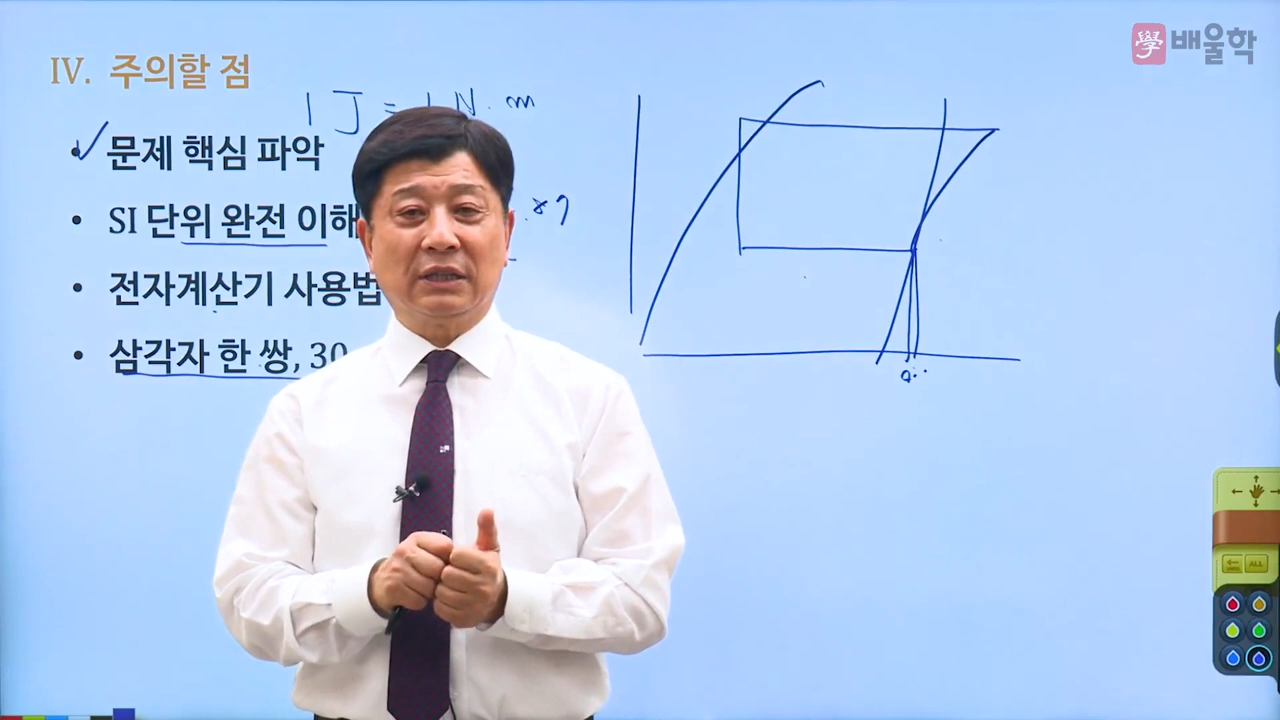 IV. 주의할 점
學 배울학
1 J = 1 N·m
• 문제 핵심 파악
• SI 단위 완전 이해
• 전자계산기 사용법
• 삼각자 한 쌍, 30
ALL